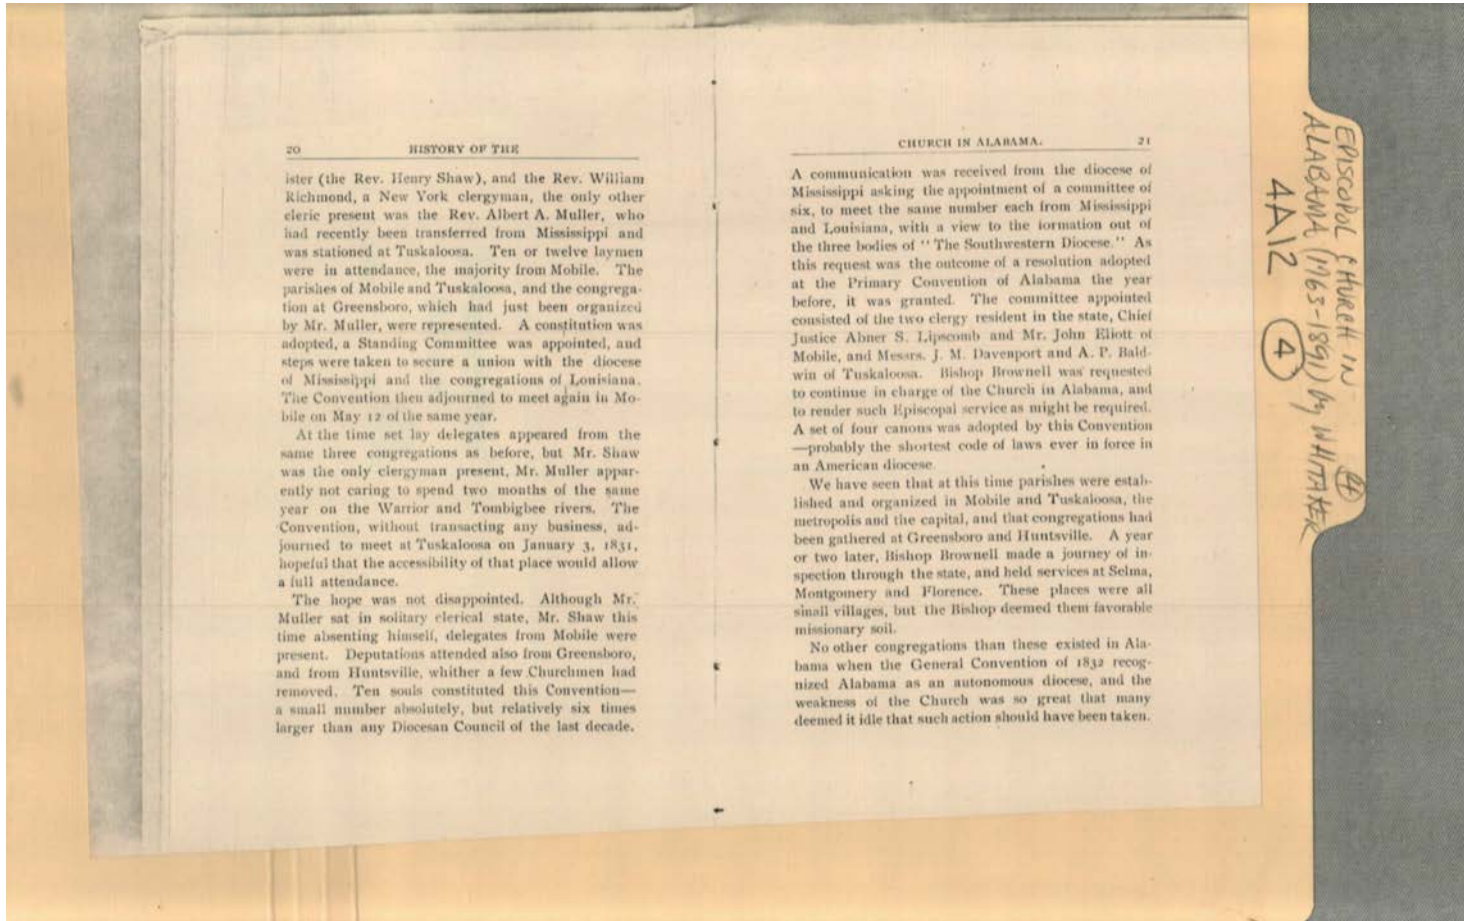 20 HISTORY OF THE
ister (the Rev. Henry Shaw), and the Rev. William
Richmond, a New York clergyman, the only other
cleric present was the Rev. Albert A. Muller, who
had recently been transferred from Mississippi and
was stationed at Tuskaloosa. Ten or twelve laymen
were in attendance, the majority from Mobile. The
parishes of Mobile and Tuskaloosa, and the congrega-
tion at Greensboro, which had just been organized
by Mr. Muller, were represented. A constitution was
adopted, a Standing Committee was appointed, and
steps were taken to secure a union with the diocese
of Mississippi and the congregations of Louisiana.
The Convention then adjourned to meet again in Mo-
bile on May 12 of the same year.
At the time set lay delegates appeared from the
same three congregations as before, but Mr. Shaw
was the only clergyman present, Mr. Muller appar-
ently not caring to spend two months of the same
year on the Warrior and Tombigbee rivers. The
Convention, without transacting any business, ad-
journed to meet at Tuskaloosa on January 3, 1831,
hopeful that the accessibility of that place would allow
a full attendance.
The hope was not disappointed. Although Mr.
Muller sat in solitary clerical state, Mr. Shaw this
time absenting himself, delegates from Mobile were
present. Deputations attended also from Greensboro,
and from Huntsville, whither a few Churchmen had
removed. Ten souls constituted this Convention—
a small number absolutely, but relatively six times
larger than any Diocesan Council of the last decade.
CHURCH IN ALABAMA. 21
A communication was received from the diocese of
Mississippi asking the appointment of a committee of
six, to meet the same number each from Mississippi
and Louisiana, with a view to the formation out of
the three bodies of "The Southwestern Diocese." As
this request was the outcome of a resolution adopted
at the Primary Convention of Alabama the year
before, it was granted. The committee appointed
consisted of the two clergy resident in the state, Chief
Justice Abner S. Lipscomb and Mr. John Eliott of
Mobile, and Messrs. J. M. Davenport and A. P. Bald-
win of Tuskaloosa. Bishop Brownell was requested
to continue in charge of the Church in Alabama, and
to render such Episcopal service as might be required.
A set of four canons was adopted by this Convention
—probably the shortest code of laws ever in force in
an American diocese.
We have seen that at this time parishes were estab-
lished and organized in Mobile and Tuskaloosa, the
metropolis and the capital, and that congregations had
been gathered at Greensboro and Huntsville. A year
or two later, Bishop Brownell made a journey of in-
spection through the state, and held services at Selma,
Montgomery and Florence. These places were all
small villages, but the Bishop deemed them favorable
missionary soil.
No other congregations than these existed in Ala-
bama when the General Convention of 1832 recog-
nized Alabama as an autonomous diocese, and the
weakness of the Church was so great that many
deemed it idle that such action should have been taken.
EPISCOPOL CHURCH IN
ALABAMA (1763-1891) by WHITAKER
4A12 4